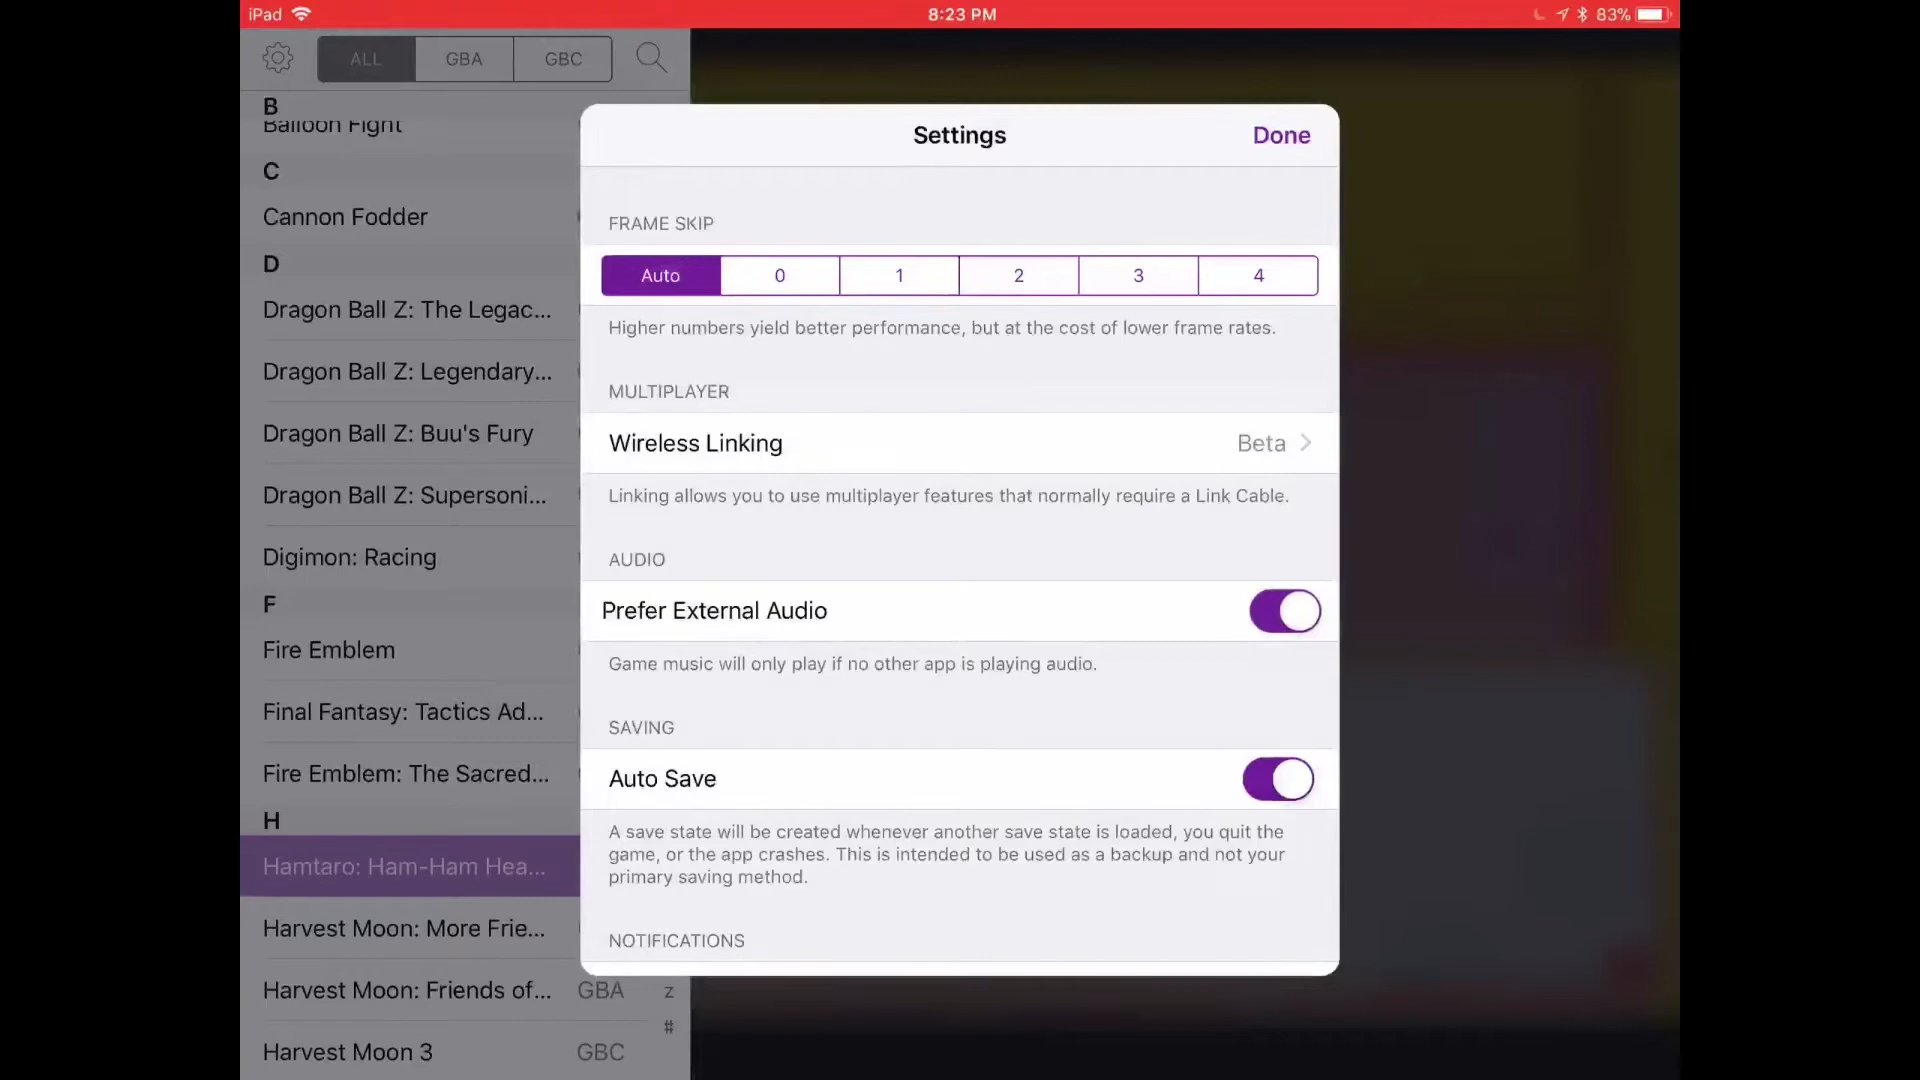 iPad
8:23 PM
83%
ALL
GBA
GBC
B
Balloon Fight
C
Cannon Fodder
D
Dragon Ball Z: The Legac...
Dragon Ball Z: Legendary...
Dragon Ball Z: Buu's Fury
Dragon Ball Z: Supersoni...
Digimon: Racing
F
Fire Emblem
Final Fantasy: Tactics Ad...
Fire Emblem: The Sacred...
H
Hamtaro: Ham-Ham Hea...
Harvest Moon: More Frie...
Harvest Moon: Friends of...
GBA
Z
#
Harvest Moon 3
GBC
Settings
Done
FRAME SKIP
Auto
0
1
2
3
4
Higher numbers yield better performance, but at the cost of lower frame rates.
MULTIPLAYER
Wireless Linking
Beta
Linking allows you to use multiplayer features that normally require a Link Cable.
AUDIO
Prefer External Audio
Game music will only play if no other app is playing audio.
SAVING
Auto Save
A save state will be created whenever another save state is loaded, you quit the
game, or the app crashes. This is intended to be used as a backup and not your
primary saving method.
NOTIFICATIONS